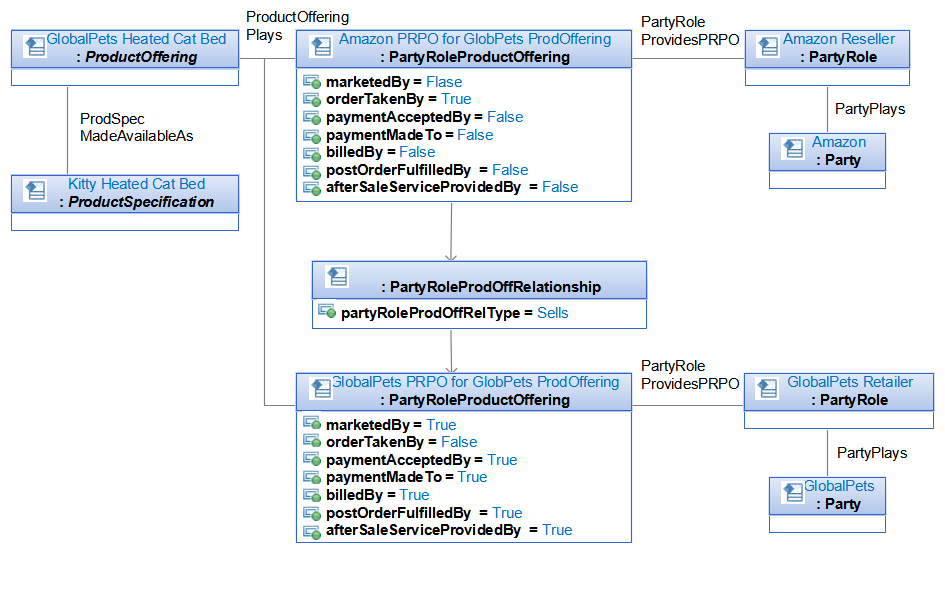 ProductOffering
Plays
PartyRole
ProvidesPRPO
GlobalPets Heated Cat Bed
: ProductOffering
Amazon PRPO for GlobPets ProdOffering
: PartyRoleProductOffering
Amazon Reseller
: PartyRole
marketedBy = Flase
orderTakenBy = True
paymentAcceptedBy = False
paymentMadeTo = False
billedBy = False
postOrderFulfilledBy = False
afterSaleServiceProvidedBy = False
ProdSpec
MadeAvailableAs
PartyPlays
Amazon
: Party
Kitty Heated Cat Bed
: ProductSpecification
: PartyRoleProdOffRelationship
partyRoleProdOffRelType = Sells
PartyRole
ProvidesPRPO
GlobalPets PRPO for GlobPets ProdOffering
: PartyRoleProductOffering
GlobalPets Retailer
: PartyRole
marketedBy = True
orderTakenBy = False
paymentAcceptedBy = True
paymentMadeTo = True
billedBy = True
postOrderFulfilledBy = True
afterSaleServiceProvidedBy = True
PartyPlays
GlobalPets
: Party